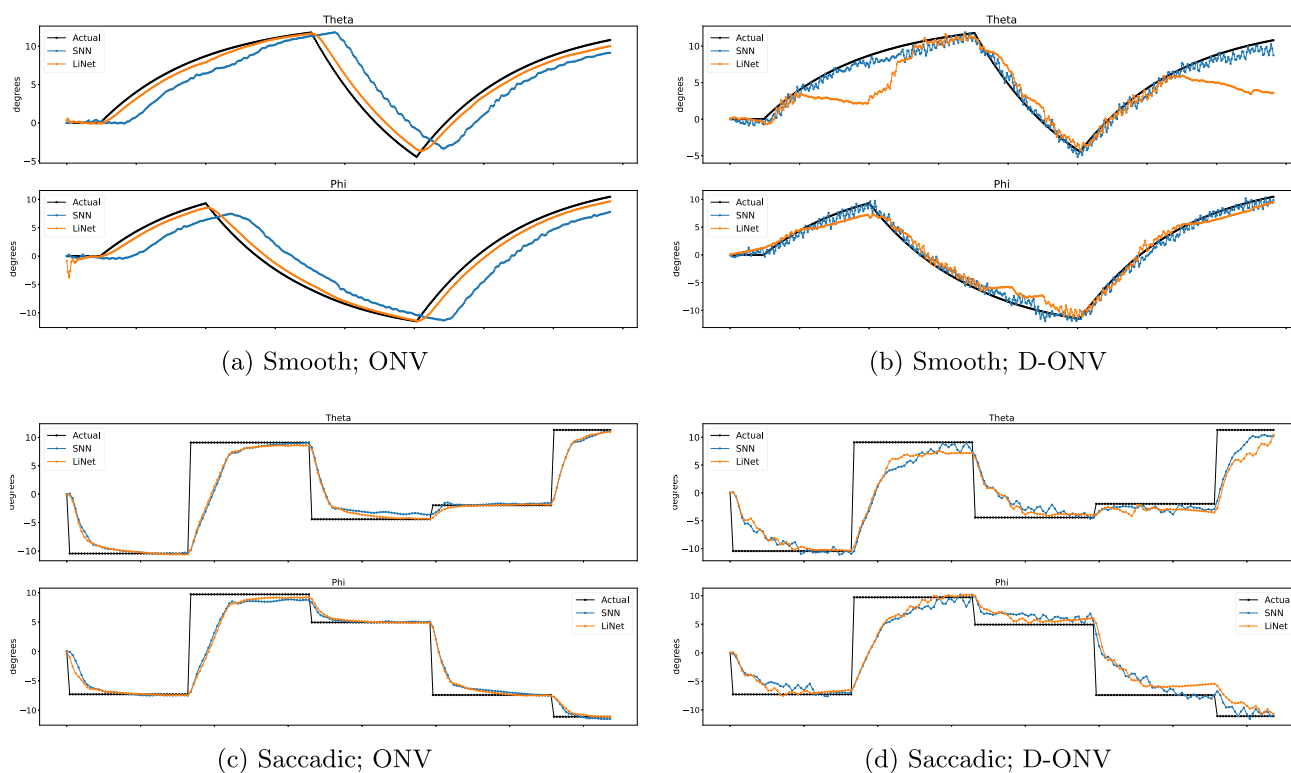 Theta
Actual
SNN
LiNet
degrees
10
5
0
−5
Phi
Actual
SNN
LiNet
degrees
10
5
0
−5
−10
(a) Smooth; ONV
Theta
Actual
SNN
LiNet
degrees
10
5
0
−5
Phi
Actual
SNN
LiNet
degrees
10
5
0
−5
−10
(b) Smooth; D-ONV
Theta
Actual
SNN
LiNet
degrees
10
5
0
−5
−10
Phi
Actual
SNN
LiNet
degrees
10
5
0
−5
−10
(c) Saccadic; ONV
Theta
Actual
SNN
LiNet
degrees
10
5
0
−5
−10
Phi
Actual
SNN
LiNet
degrees
10
5
0
−5
−10
(d) Saccadic; D-ONV